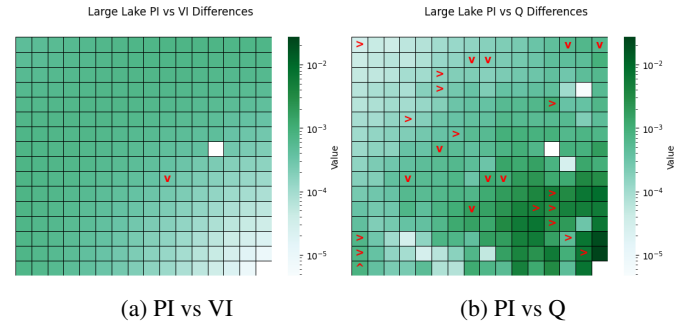 Large Lake PI vs VI Differences
v
10⁻²
10⁻³
10⁻⁴
10⁻⁵
Value
(a) PI vs VI
Large Lake PI vs Q Differences
> v v
v v
>
>
>
>
>
v
v v v
>
v > >
>
> >
> >
^
10⁻²
10⁻³
10⁻⁴
10⁻⁵
Value
(b) PI vs Q